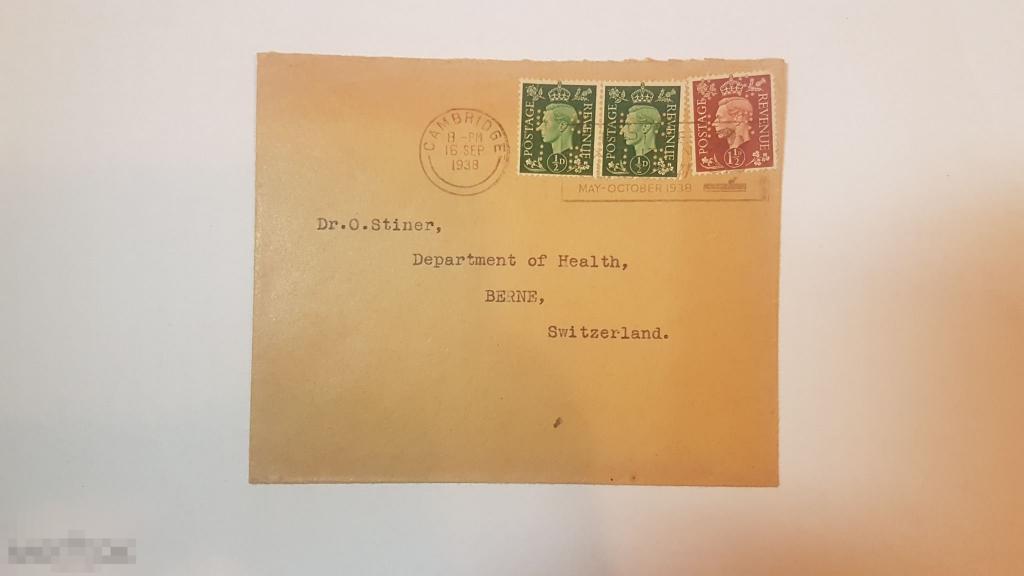 CAMBRIDGE
8-PM
16 SEP
1938
POSTAGE REVENUE
½D
POSTAGE REVENUE
½D
POSTAGE REVENUE
1½D
MAY-OCTOBER 1938
Dr.O.Stiner,
Department of Health,
BERNE,
Switzerland.